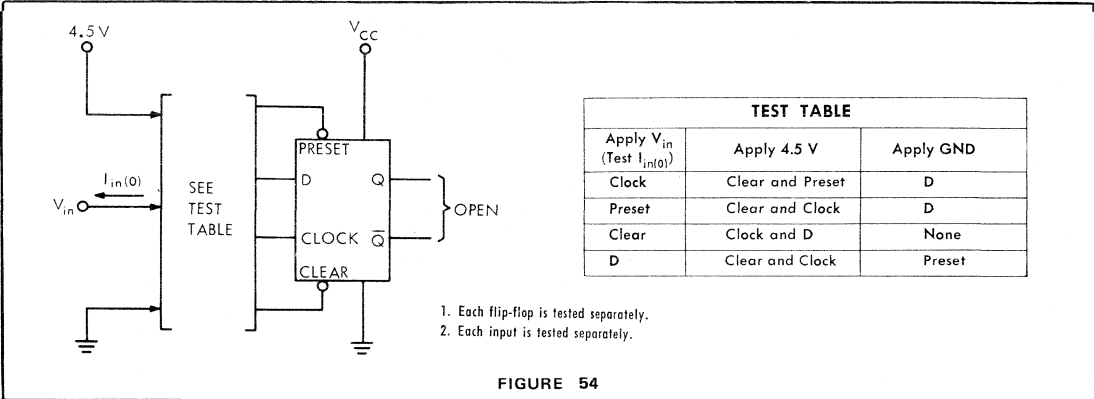 4.5 V
V_CC
PRESET
D
Q
I_in(0)
SEE
TEST
TABLE
V_in
OPEN
CLOCK
Q̅
CLEAR
TEST TABLE
Apply V_in (Test I_in(0)) Apply 4.5 V Apply GND
Clock Clear and Preset D
Preset Clear and Clock D
Clear Clock and D None
D Clear and Clock Preset
1. Each flip-flop is tested separately.
2. Each input is tested separately.
FIGURE 54